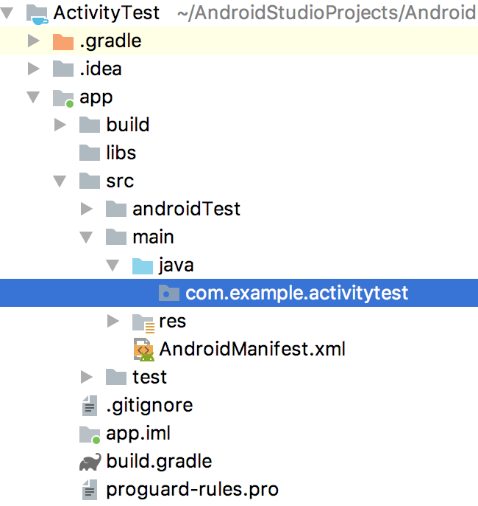 ActivityTest ~/AndroidStudioProjects/Android
.gradle
.idea
app
build
libs
src
androidTest
main
java
com.example.activitytest
res
AndroidManifest.xml
test
.gitignore
app.iml
build.gradle
proguard-rules.pro